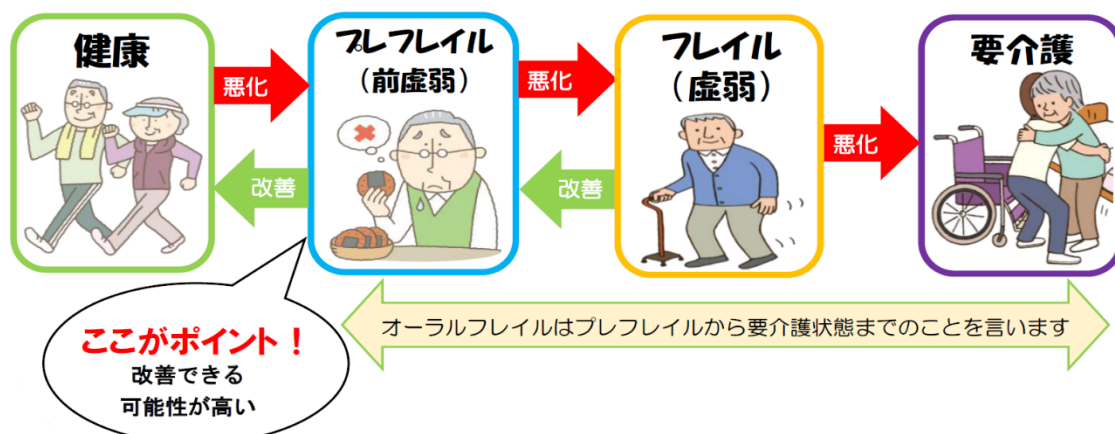 健康
悪化
改善
プレフレイル
(前虚弱)
悪化
改善
フレイル
(虚弱)
悪化
要介護
ここがポイント!
改善できる
可能性が高い
オーラルフレイルはプレフレイルから要介護状態までのことを言います